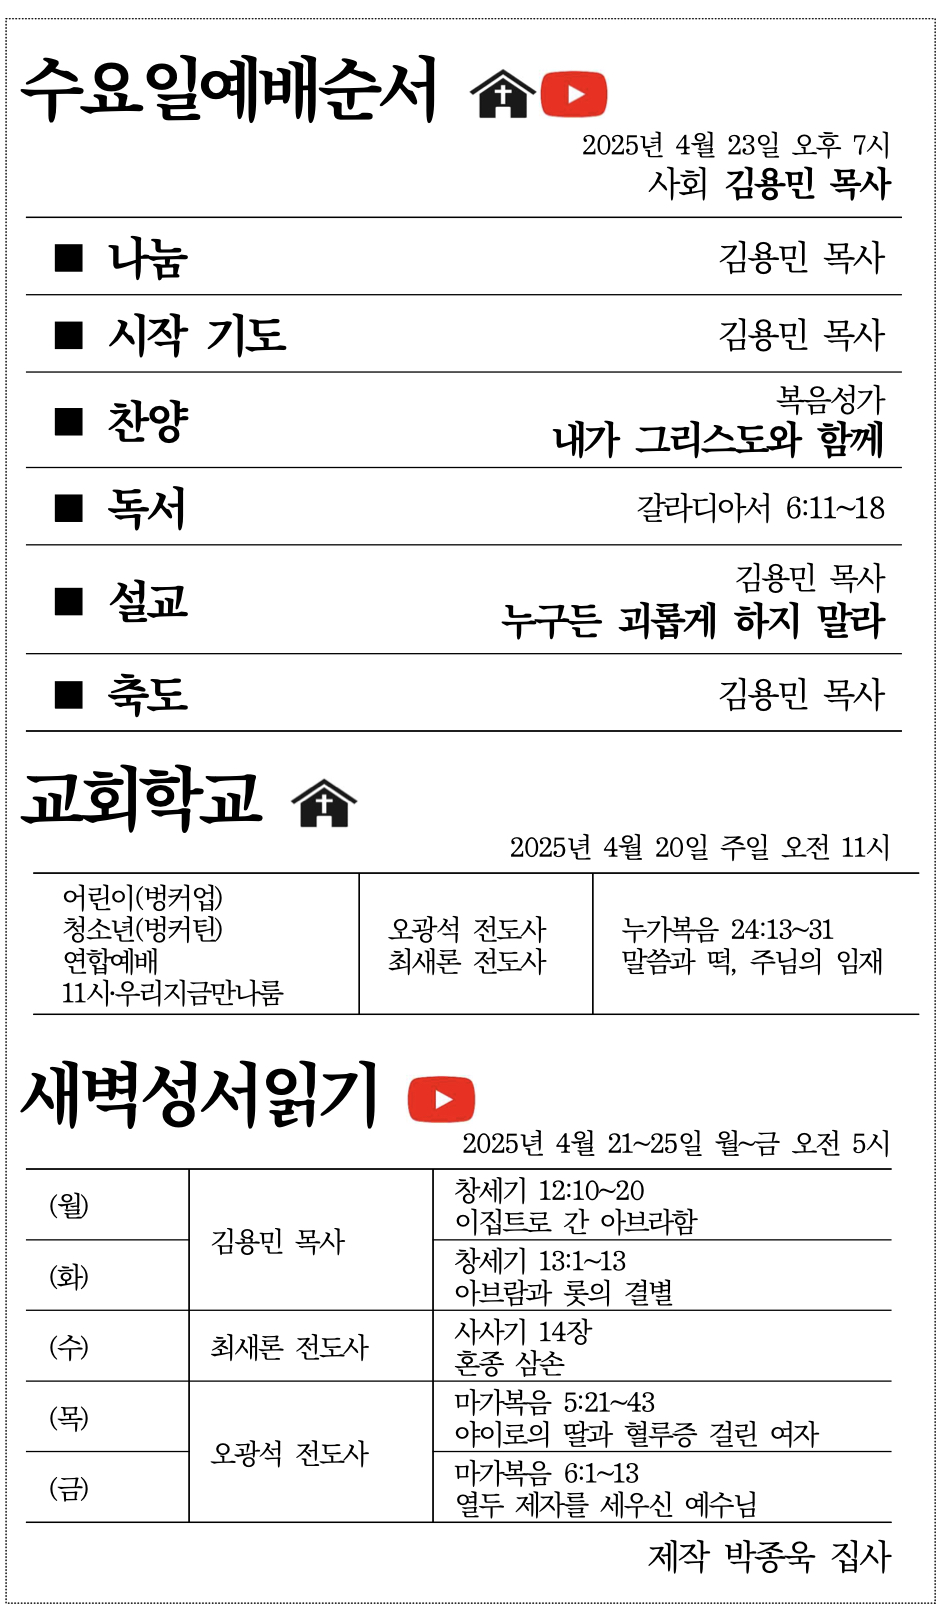 수요일예배순서
2025년 4월 23일 오후 7시
사회 김용민 목사
■ 나눔 김용민 목사
■ 시작 기도 김용민 목사
■ 찬양 복음성가
내가 그리스도와 함께
■ 독서 갈라디아서 6:11~18
■ 설교 김용민 목사
누구든 괴롭게 하지 말라
■ 축도 김용민 목사
교회학교
2025년 4월 20일 주일 오전 11시
어린이(벙커업)
청소년(벙커틴)
연합예배
11시·우리지금만나룸
오광석 전도사
최새론 전도사
누가복음 24:13~31
말씀과 떡, 주님의 임재
새벽성서읽기
2025년 4월 21~25일 월~금 오전 5시
(월)
김용민 목사
창세기 12:10~20
이집트로 간 아브라함
(화)
창세기 13:1~13
아브람과 롯의 결별
(수)
최새론 전도사
사사기 14장
혼종 삼손
(목)
오광석 전도사
마가복음 5:21~43
야이로의 딸과 혈루증 걸린 여자
(금)
마가복음 6:1~13
열두 제자를 세우신 예수님
제작 박종욱 집사